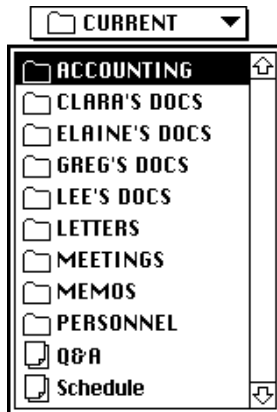 CURRENT
ACCOUNTING
CLARA'S DOCS
ELAINE'S DOCS
GREG'S DOCS
LEE'S DOCS
LETTERS
MEETINGS
MEMOS
PERSONNEL
Q&A
Schedule